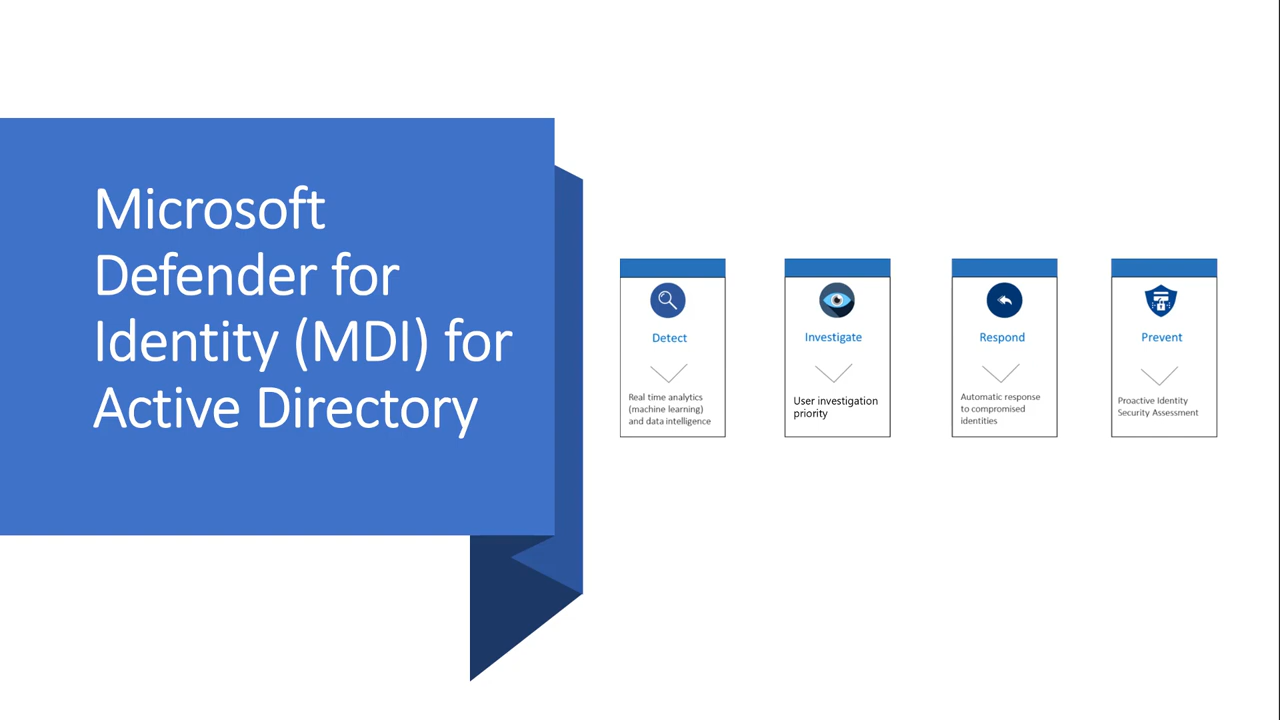 Microsoft
Defender for
Identity (MDI) for
Active Directory
Detect
Real time analytics
(machine learning)
and data intelligence
Investigate
User investigation
priority
Respond
Automatic response
to compromised
identities
Prevent
Proactive Identity
Security Assessment